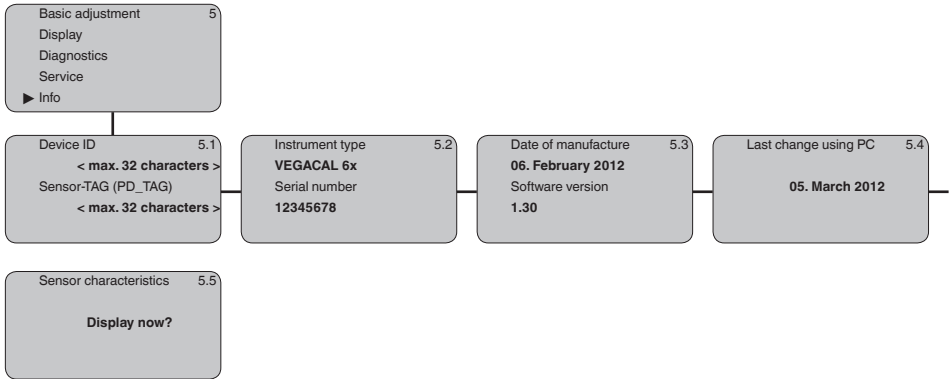 Basic adjustment 5
Display
Diagnostics
Service
▶ Info
Device ID 5.1
< max. 32 characters >
Sensor-TAG (PD_TAG)
< max. 32 characters >
Instrument type 5.2
VEGACAL 6x
Serial number
12345678
Date of manufacture 5.3
06. February 2012
Software version
1.30
Last change using PC 5.4
05. March 2012
Sensor characteristics 5.5
Display now?